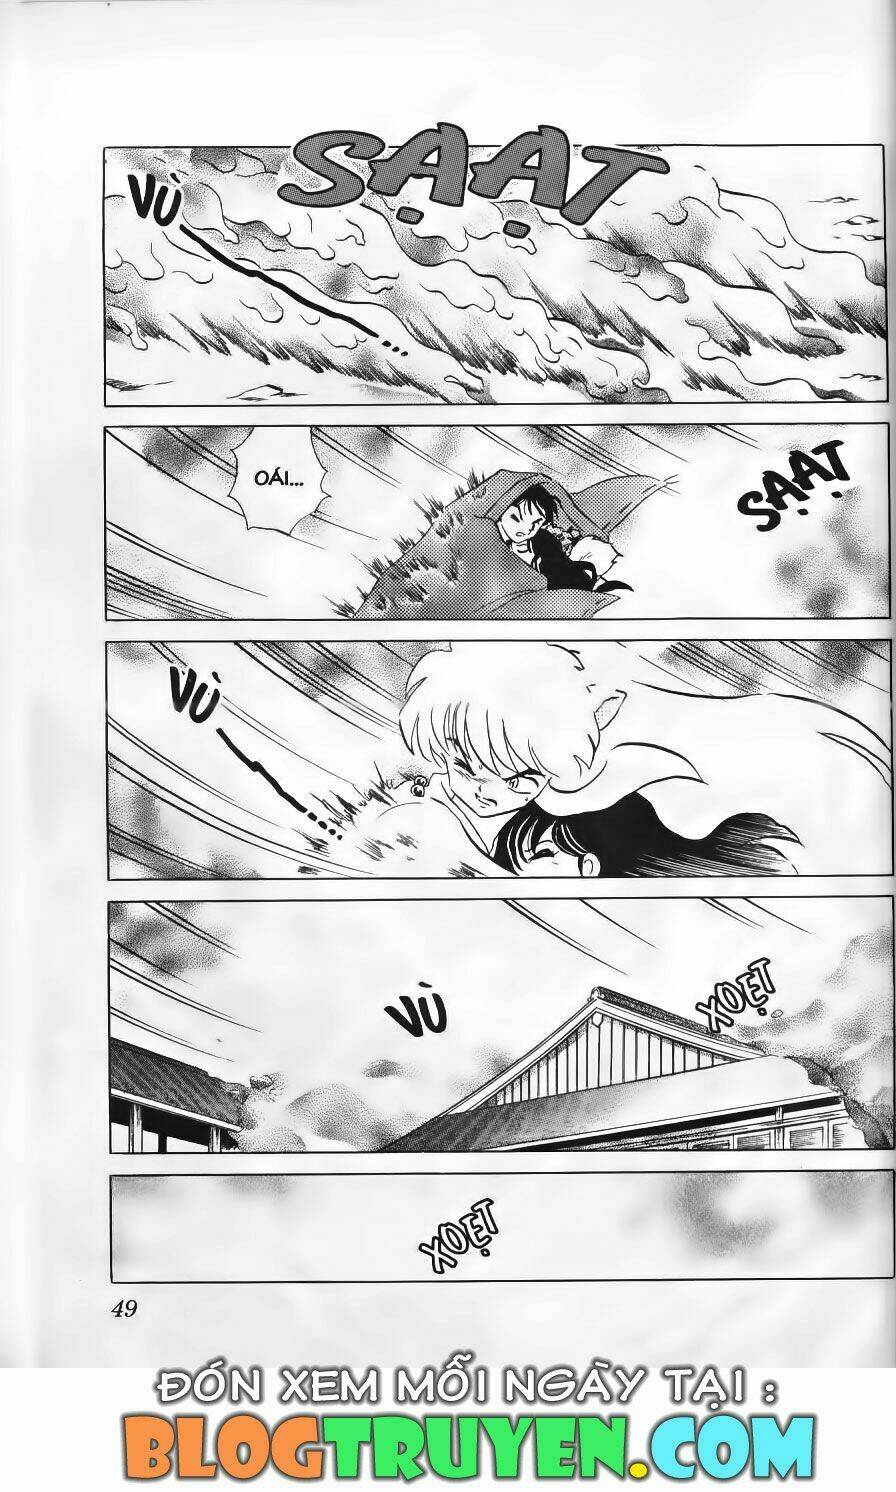 SẠẠT
VÙ
OÁI...
SẠẠT
VÙ
VÙ
XOẸT
XOẸT
49
ĐÓN XEM MỖI NGÀY TẠI :
BLOGTRUYEN.COM